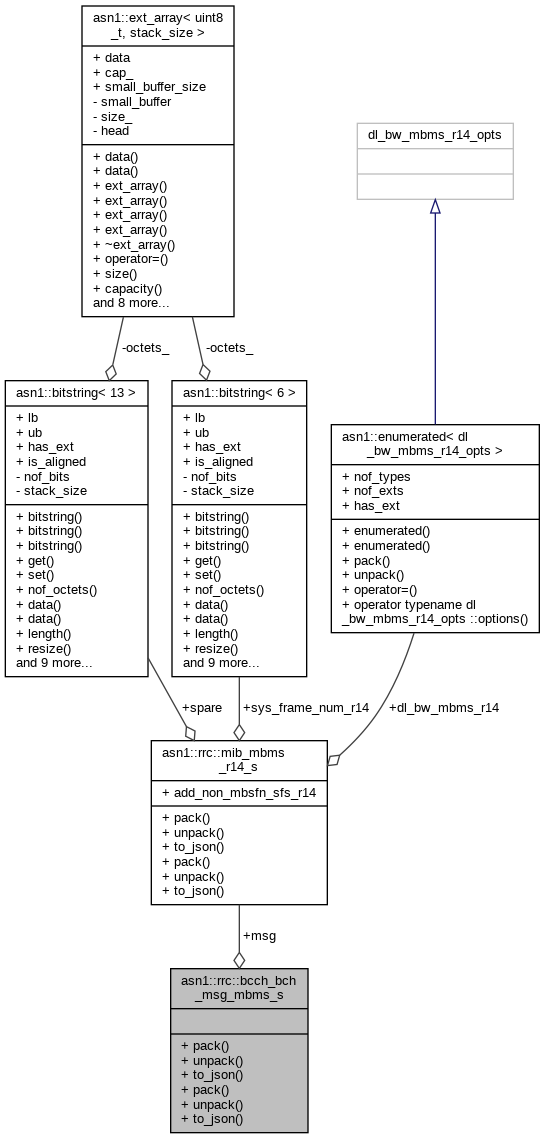 asn1::ext_array< uint8
_t, stack_size >
+ data
+ cap_
+ small_buffer_size
- small_buffer
- size_
- head
+ data()
+ data()
+ ext_array()
+ ext_array()
+ ext_array()
+ ext_array()
+ ~ext_array()
+ operator=()
+ size()
+ capacity()
and 8 more...
dl_bw_mbms_r14_opts
-octets_
-octets_
asn1::bitstring< 13 >
+ lb
+ ub
+ has_ext
+ is_aligned
- nof_bits
- stack_size
+ bitstring()
+ bitstring()
+ bitstring()
+ get()
+ set()
+ nof_octets()
+ data()
+ data()
+ length()
+ resize()
and 9 more...
asn1::bitstring< 6 >
+ lb
+ ub
+ has_ext
+ is_aligned
- nof_bits
- stack_size
+ bitstring()
+ bitstring()
+ bitstring()
+ get()
+ set()
+ nof_octets()
+ data()
+ data()
+ length()
+ resize()
and 9 more...
asn1::enumerated< dl
_bw_mbms_r14_opts >
+ nof_types
+ nof_exts
+ has_ext
+ enumerated()
+ enumerated()
+ pack()
+ unpack()
+ operator=()
+ operator typename dl
_bw_mbms_r14_opts ::options()
+spare
+sys_frame_num_r14
+dl_bw_mbms_r14
asn1::rrc::mib_mbms
_r14_s
+ add_non_mbsfn_sfs_r14
+ pack()
+ unpack()
+ to_json()
+ pack()
+ unpack()
+ to_json()
+msg
asn1::rrc::bcch_bch
_msg_mbms_s
+ pack()
+ unpack()
+ to_json()
+ pack()
+ unpack()
+ to_json()